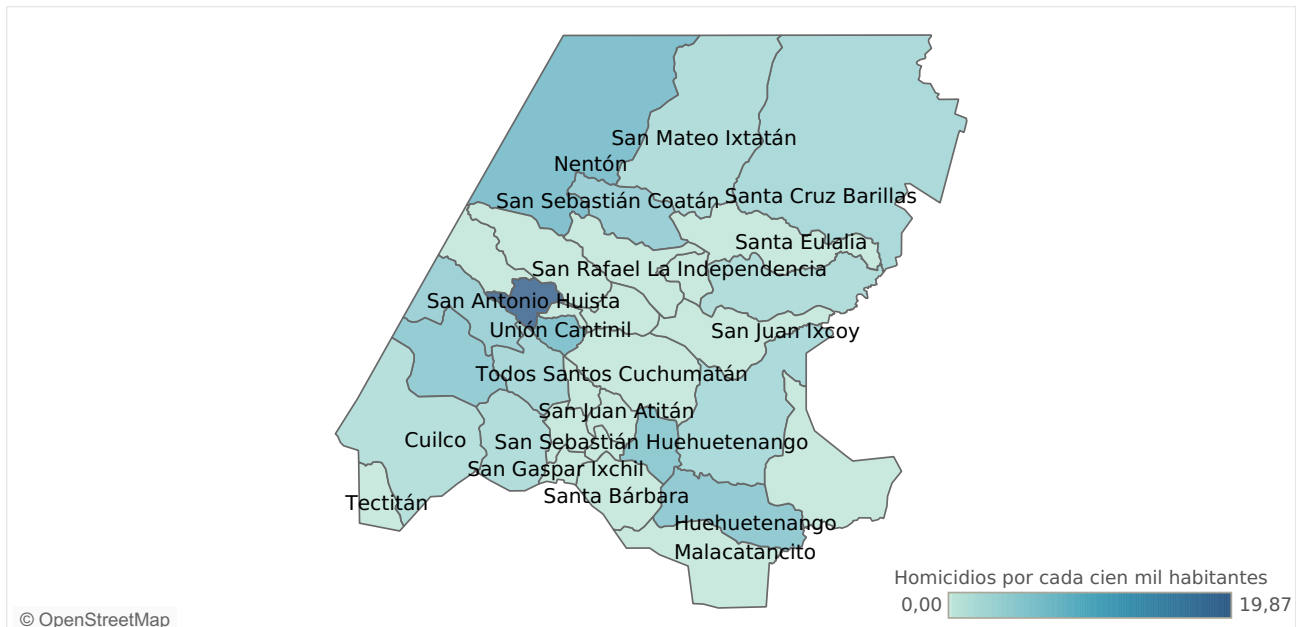 San Mateo Ixtatán
Nentón
San Sebastián Coatán
Santa Cruz Barillas
Santa Eulalia
San Rafael La Independencia
San Antonio Huista
Unión Cantinil
San Juan Ixcoy
Todos Santos Cuchumatán
San Juan Atitán
Cuilco
San Sebastián Huehuetenango
San Gaspar Ixchil
Santa Bárbara
Tectitán
Huehuetenango
Malacatancito
Homicidios por cada cien mil habitantes
0,00
19,87
© OpenStreetMap